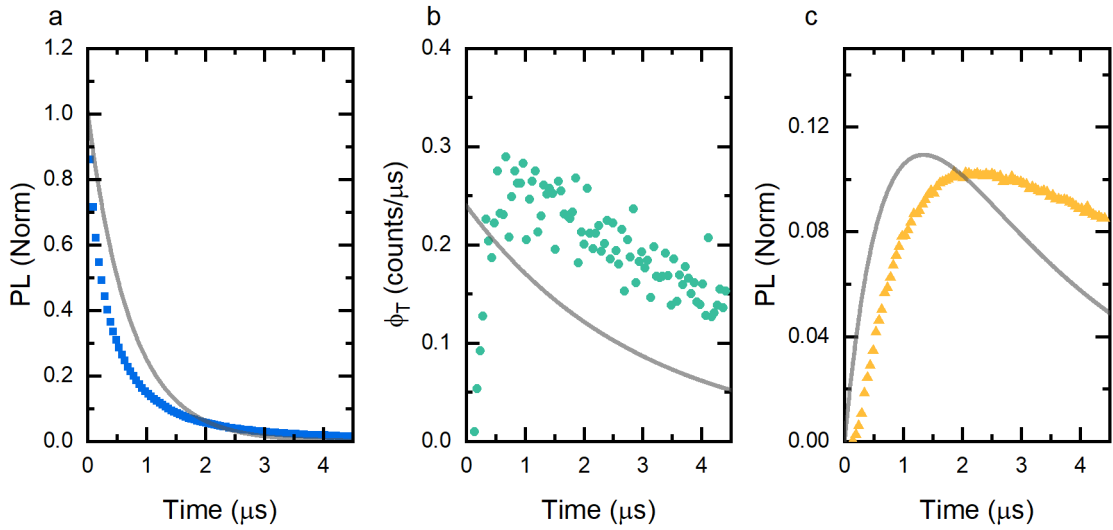 a
1.2
1.0
0.8
0.6
0.4
0.2
0.0
PL (Norm)
0 1 2 3 4
Time (μs)
b
0.4
0.3
0.2
0.1
0.0
ϕT (counts/μs)
0 1 2 3 4
Time (μs)
c
0.12
0.08
0.04
0.00
PL (Norm)
0 1 2 3 4
Time (μs)